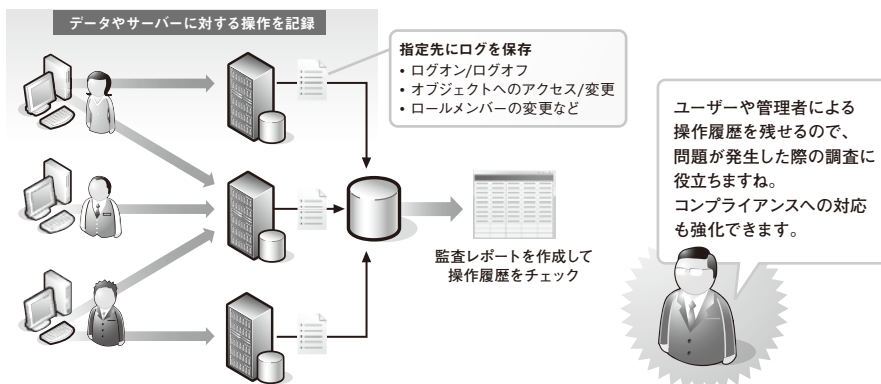 データやサーバーに対する操作を記録
指定先にログを保存
• ログオン/ログオフ
• オブジェクトへのアクセス/変更
• ロールメンバーの変更など
監査レポートを作成して
操作履歴をチェック
ユーザーや管理者による
操作履歴を残せるので、
問題が発生した際の調査に
役立ちますね。
コンプライアンスへの対応
も強化できます。